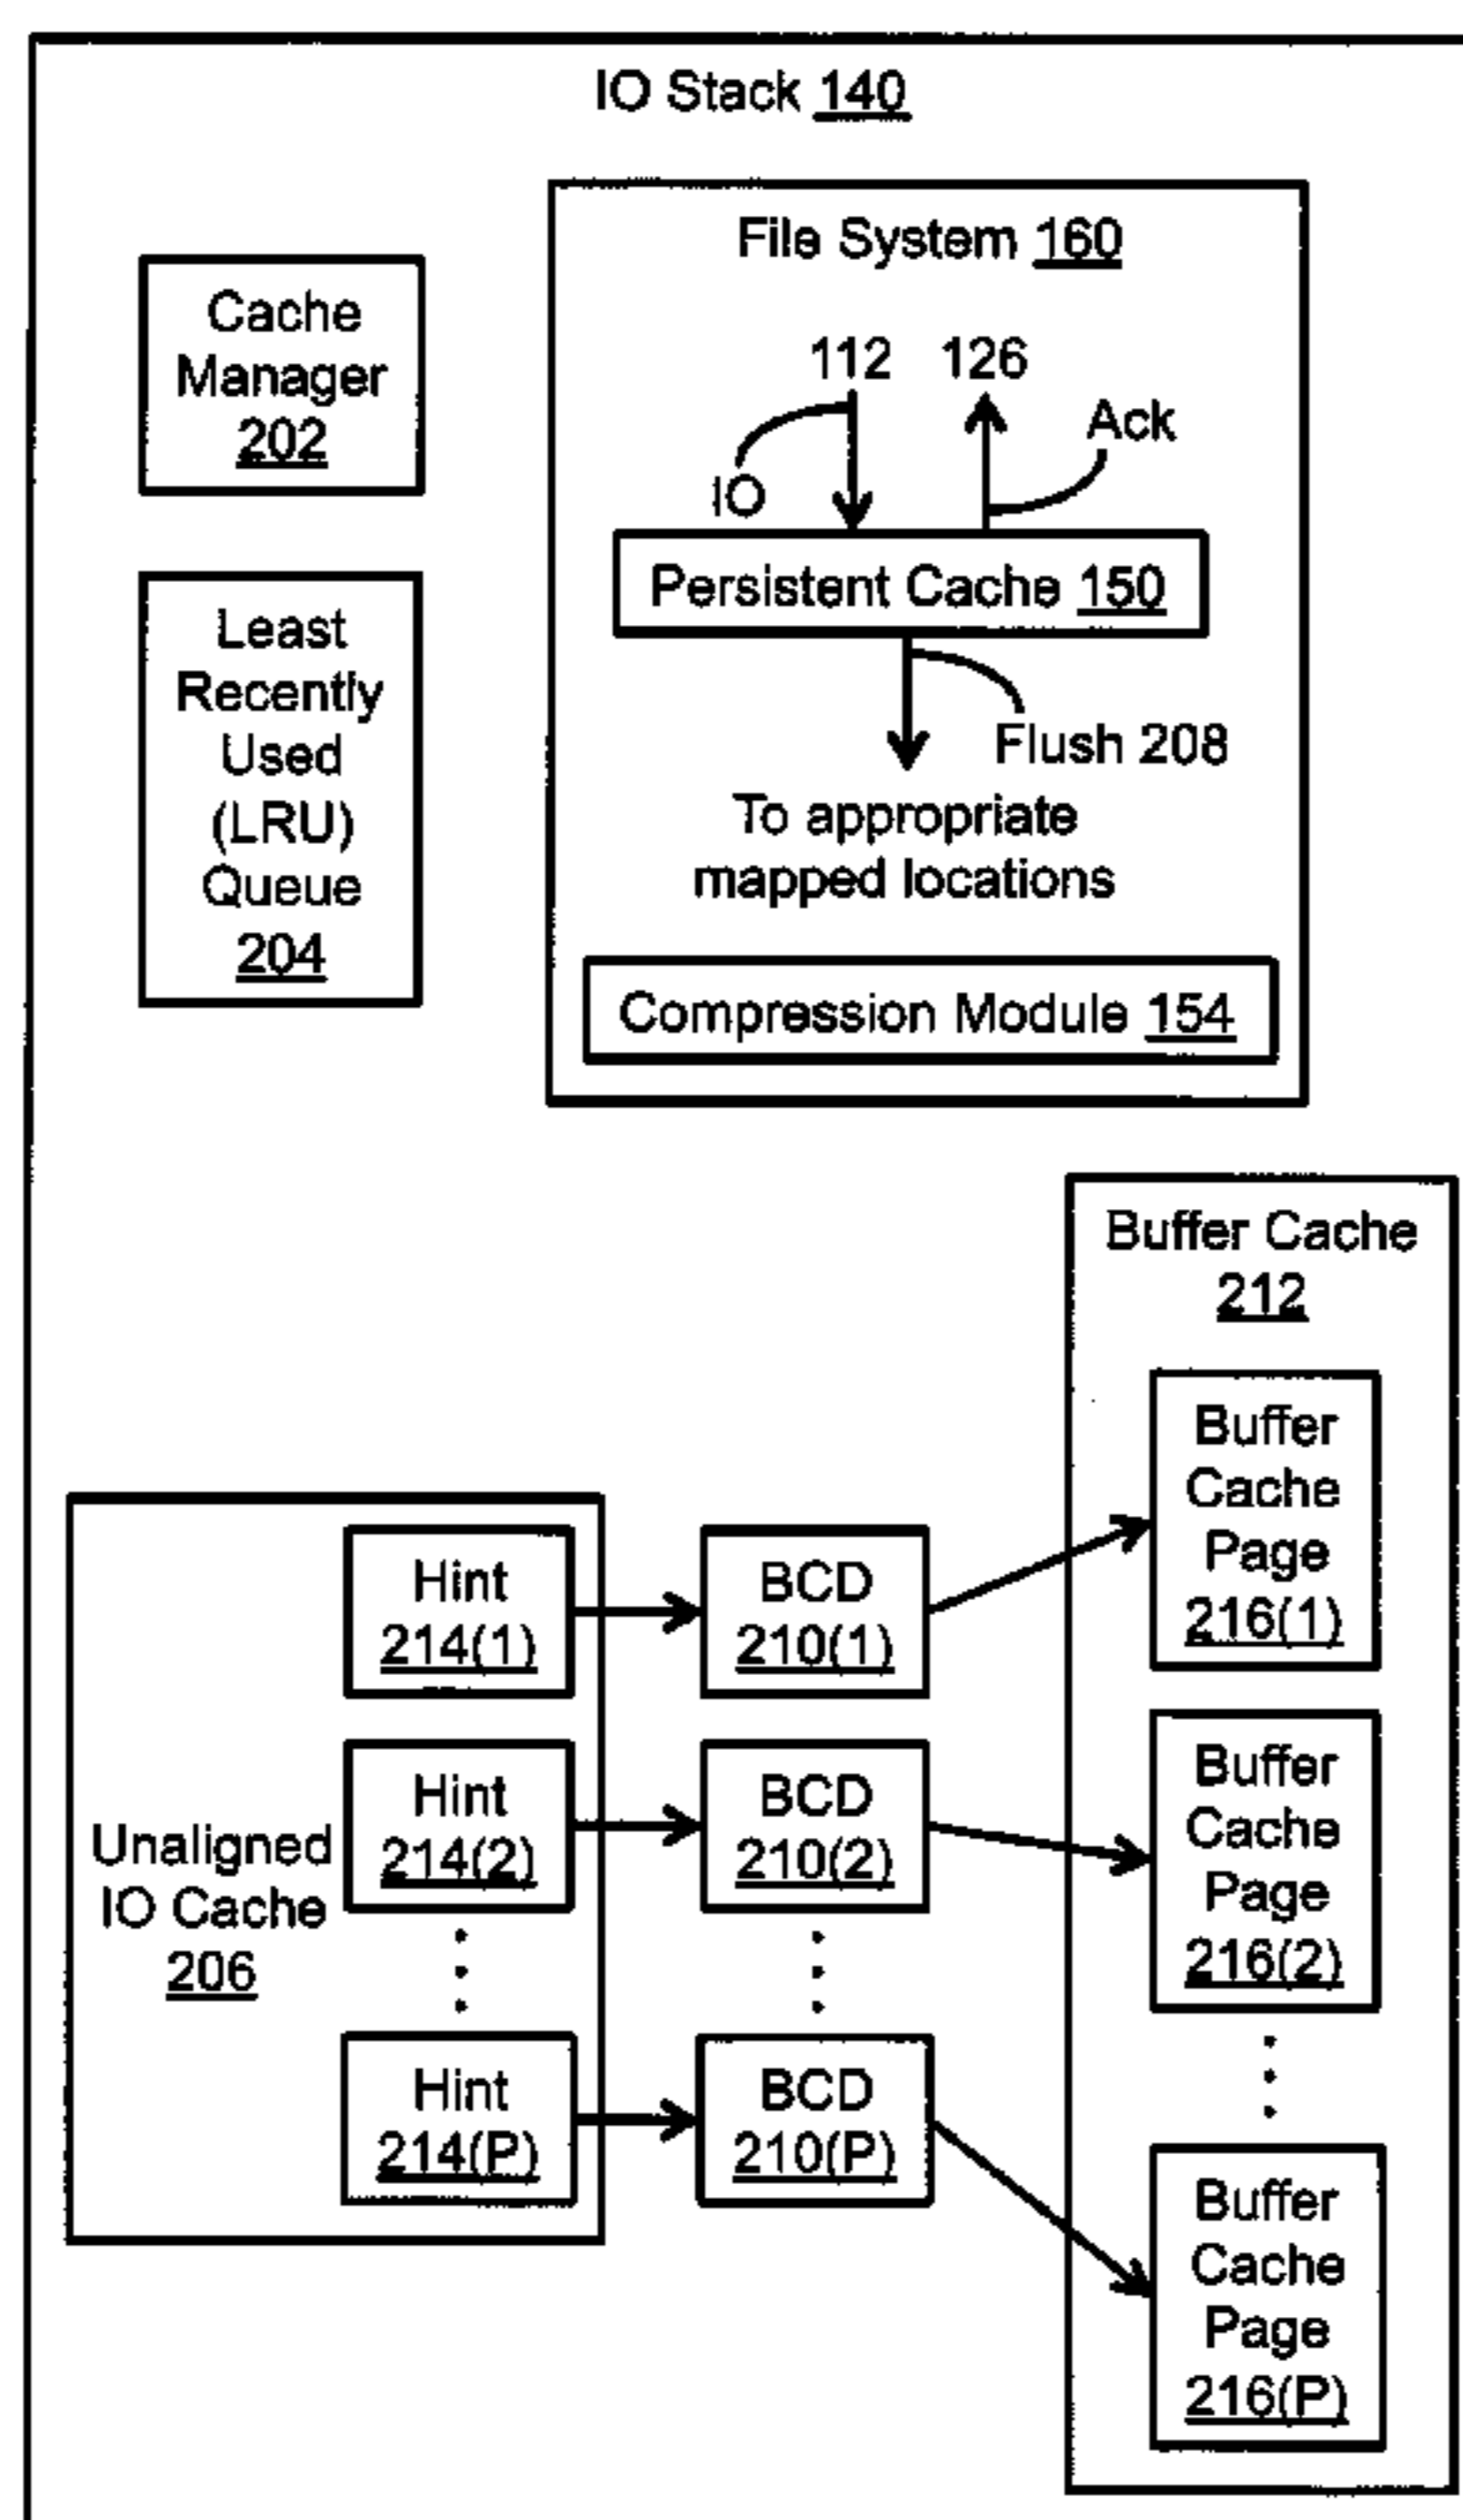 IO Stack 140
File System 160
Cache
Manager
202
112
126
Ack
IO
Persistent Cache 150
Least
Recently
Used
(LRU)
Queue
204
Flush 208
To appropriate
mapped locations
Compression Module 154
Buffer Cache
212
Buffer
Cache
Page
216(1)
Hint
214(1)
BCD
210(1)
Buffer
Cache
Page
216(2)
Hint
214(2)
BCD
210(2)
Unaligned
IO Cache
206
Hint
214(P)
BCD
210(P)
Buffer
Cache
Page
216(P)